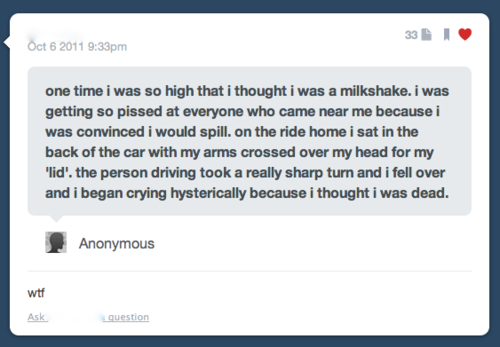 Oct 6 2011 9:33pm
33
one time i was so high that i thought i was a milkshake. i was
getting so pissed at everyone who came near me because i
was convinced i would spill. on the ride home i sat in the
back of the car with my arms crossed over my head for my
'lid'. the person driving took a really sharp turn and i fell over
and i began crying hysterically because i thought i was dead.
Anonymous
wtf
Ask a question